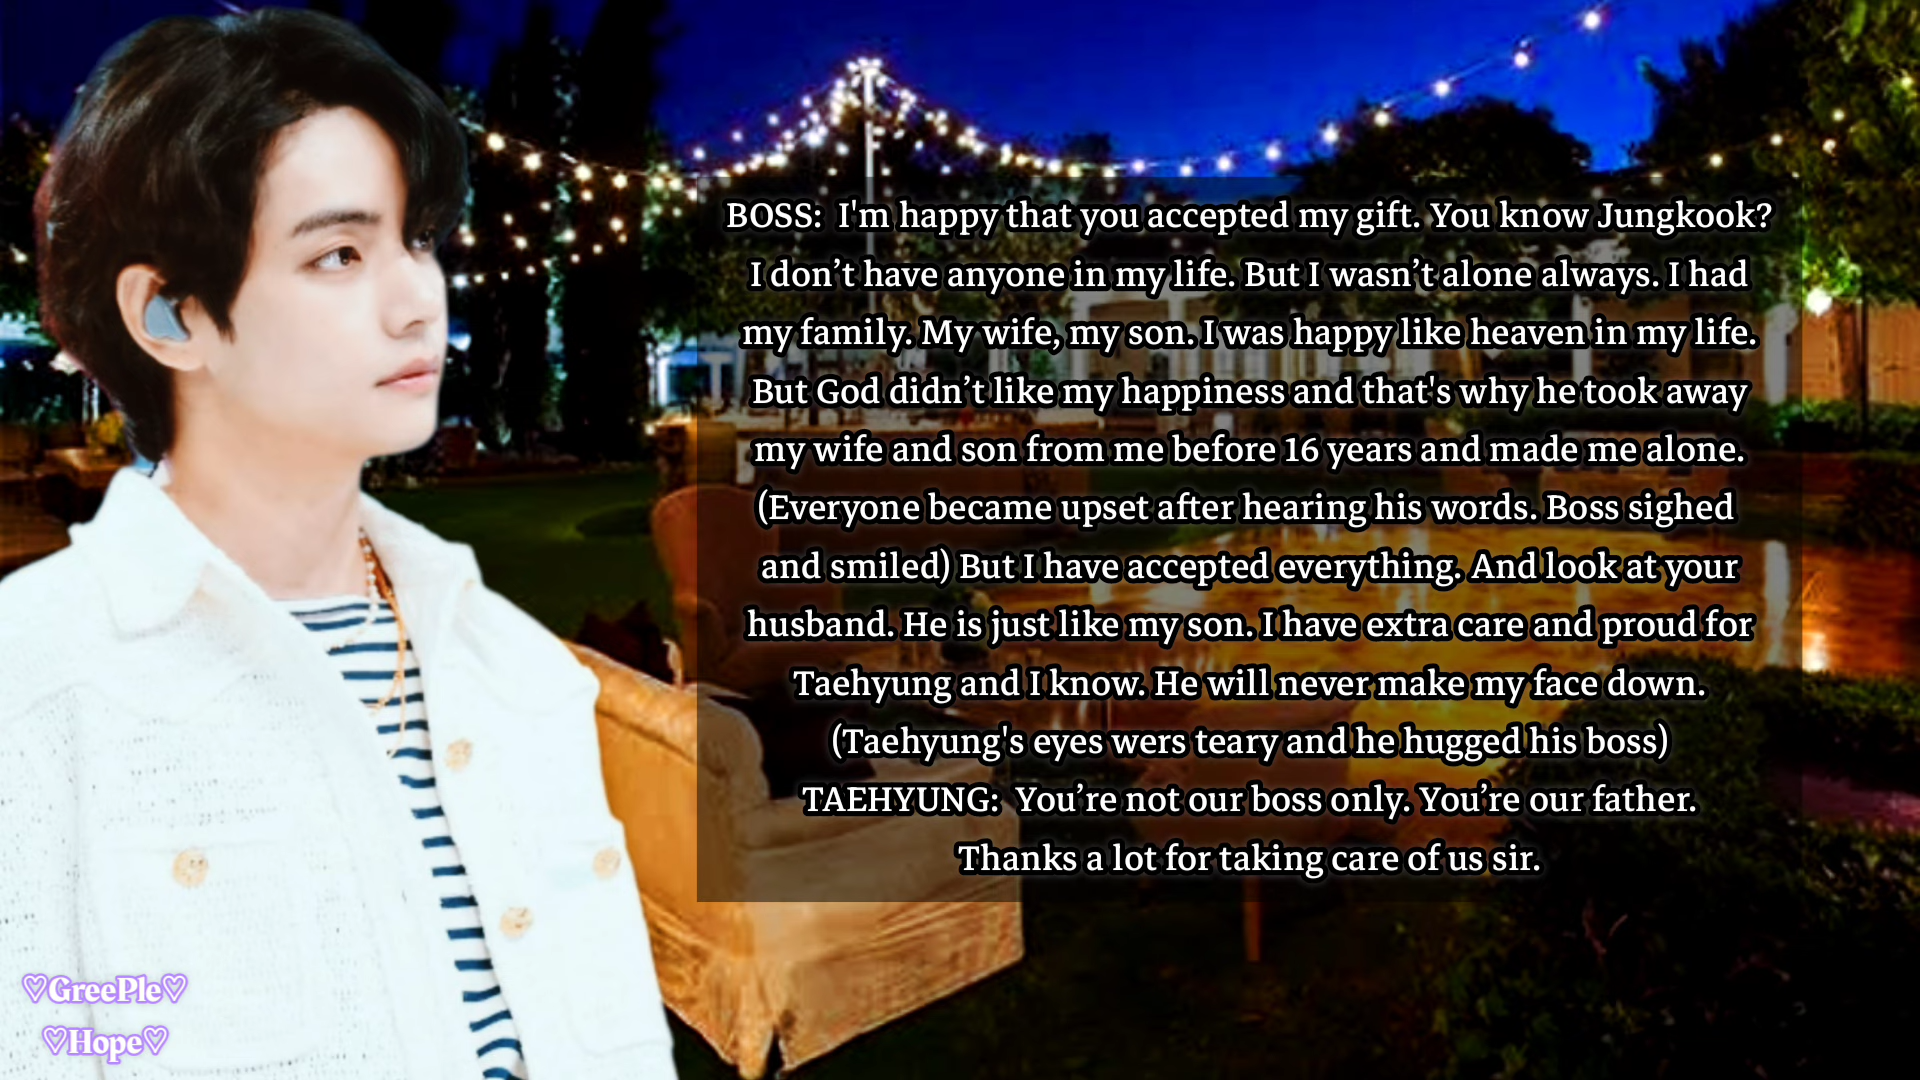 BOSS: I'm happy that you accepted my gift. You know Jungkook?
I don’t have anyone in my life. But I wasn’t alone always. I had
my family. My wife, my son. I was happy like heaven in my life.
But God didn’t like my happiness and that's why he took away
my wife and son from me before 16 years and made me alone.
(Everyone became upset after hearing his words. Boss sighed
and smiled) But I have accepted everything. And look at your
husband. He is just like my son. I have extra care and proud for
Taehyung and I know. He will never make my face down.
(Taehyung's eyes wers teary and he hugged his boss)
TAEHYUNG: You’re not our boss only. You’re our father.
Thanks a lot for taking care of us sir.
♡GreePle♡
♡Hope♡